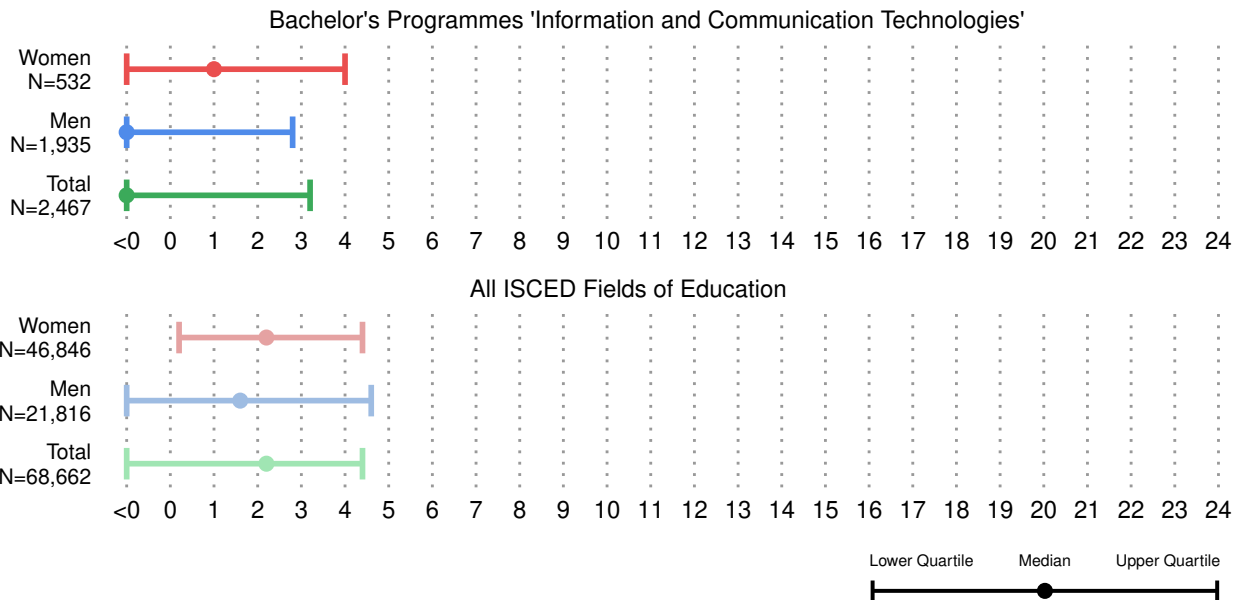 Bachelor's Programmes 'Information and Communication Technologies'
Women
N=532
Men
N=1,935
Total
N=2,467
<0 0 1 2 3 4 5 6 7 8 9 10 11 12 13 14 15 16 17 18 19 20 21 22 23 24
All ISCED Fields of Education
Women
N=46,846
Men
N=21,816
Total
N=68,662
<0 0 1 2 3 4 5 6 7 8 9 10 11 12 13 14 15 16 17 18 19 20 21 22 23 24
Lower Quartile Median Upper Quartile